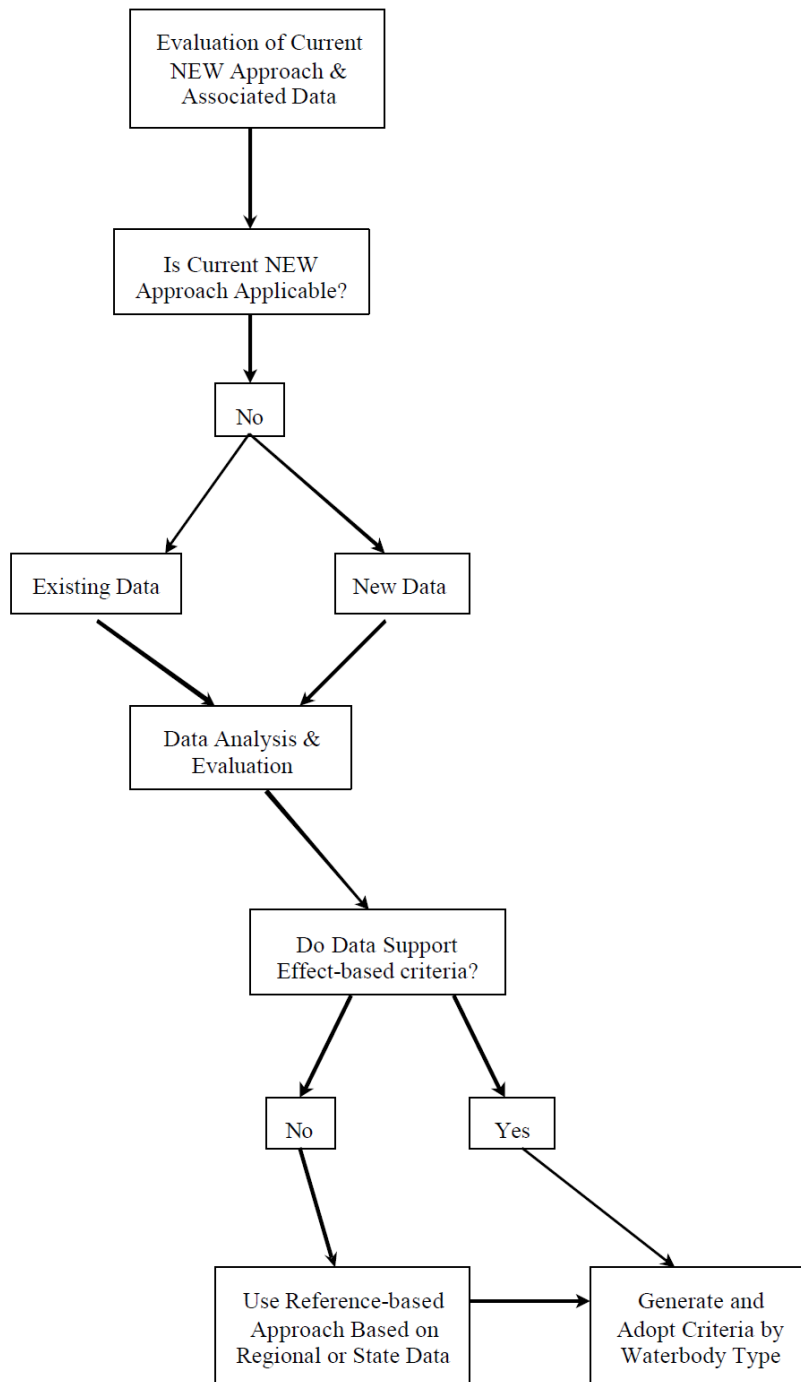 Evaluation of Current
NEW Approach &
Associated Data
Is Current NEW
Approach Applicable?
No
Existing Data
New Data
Data Analysis &
Evaluation
Do Data Support
Effect-based criteria?
No
Yes
Use Reference-based
Approach Based on
Regional or State Data
Generate and
Adopt Criteria by
Waterbody Type